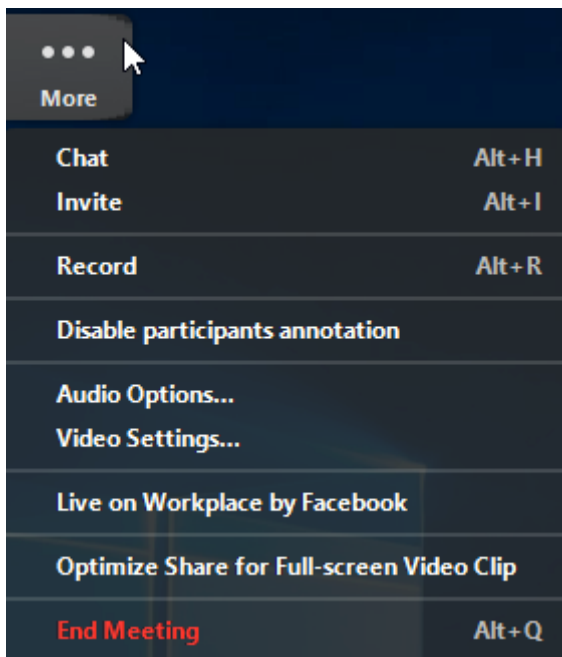 More
Chat Alt+H
Invite Alt+I
Record Alt+R
Disable participants annotation
Audio Options...
Video Settings...
Live on Workplace by Facebook
Optimize Share for Full-screen Video Clip
End Meeting Alt+Q